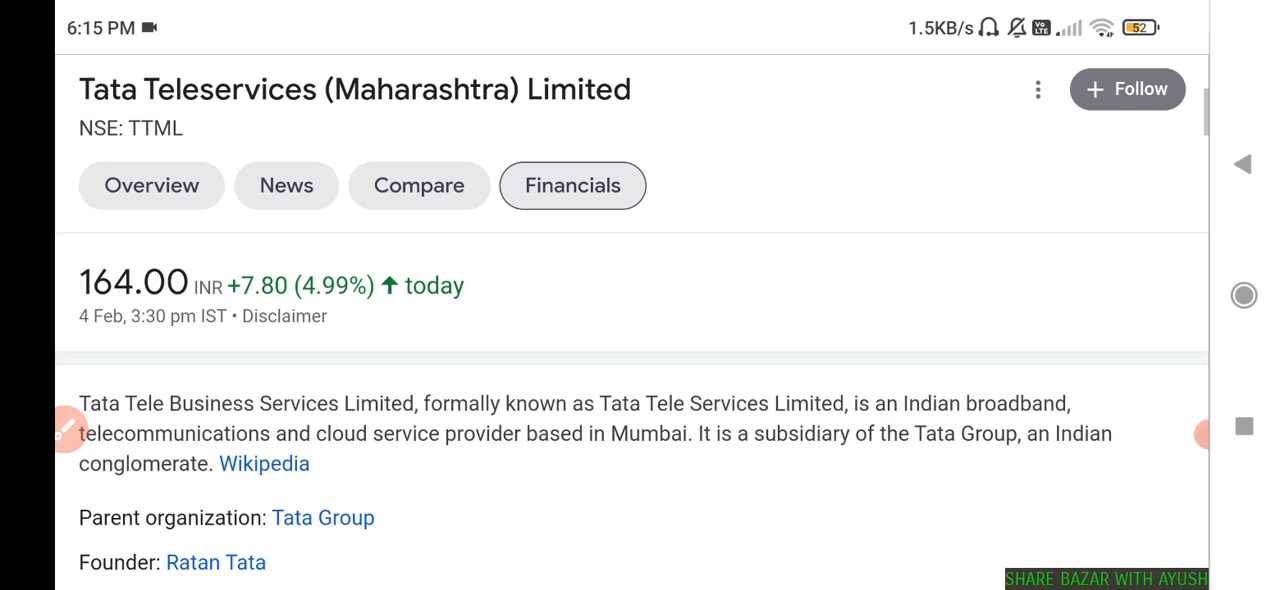 6:15 PM 1.5KB/s Vo LTE 52
Tata Teleservices (Maharashtra) Limited
+ Follow
NSE: TTML
Overview News Compare Financials
164.00 INR +7.80 (4.99%) ↑ today
4 Feb, 3:30 pm IST • Disclaimer
Tata Tele Business Services Limited, formally known as Tata Tele Services Limited, is an Indian broadband,
telecommunications and cloud service provider based in Mumbai. It is a subsidiary of the Tata Group, an Indian
conglomerate. Wikipedia
Parent organization: Tata Group
Founder: Ratan Tata
SHARE BAZAR WITH AYUSH